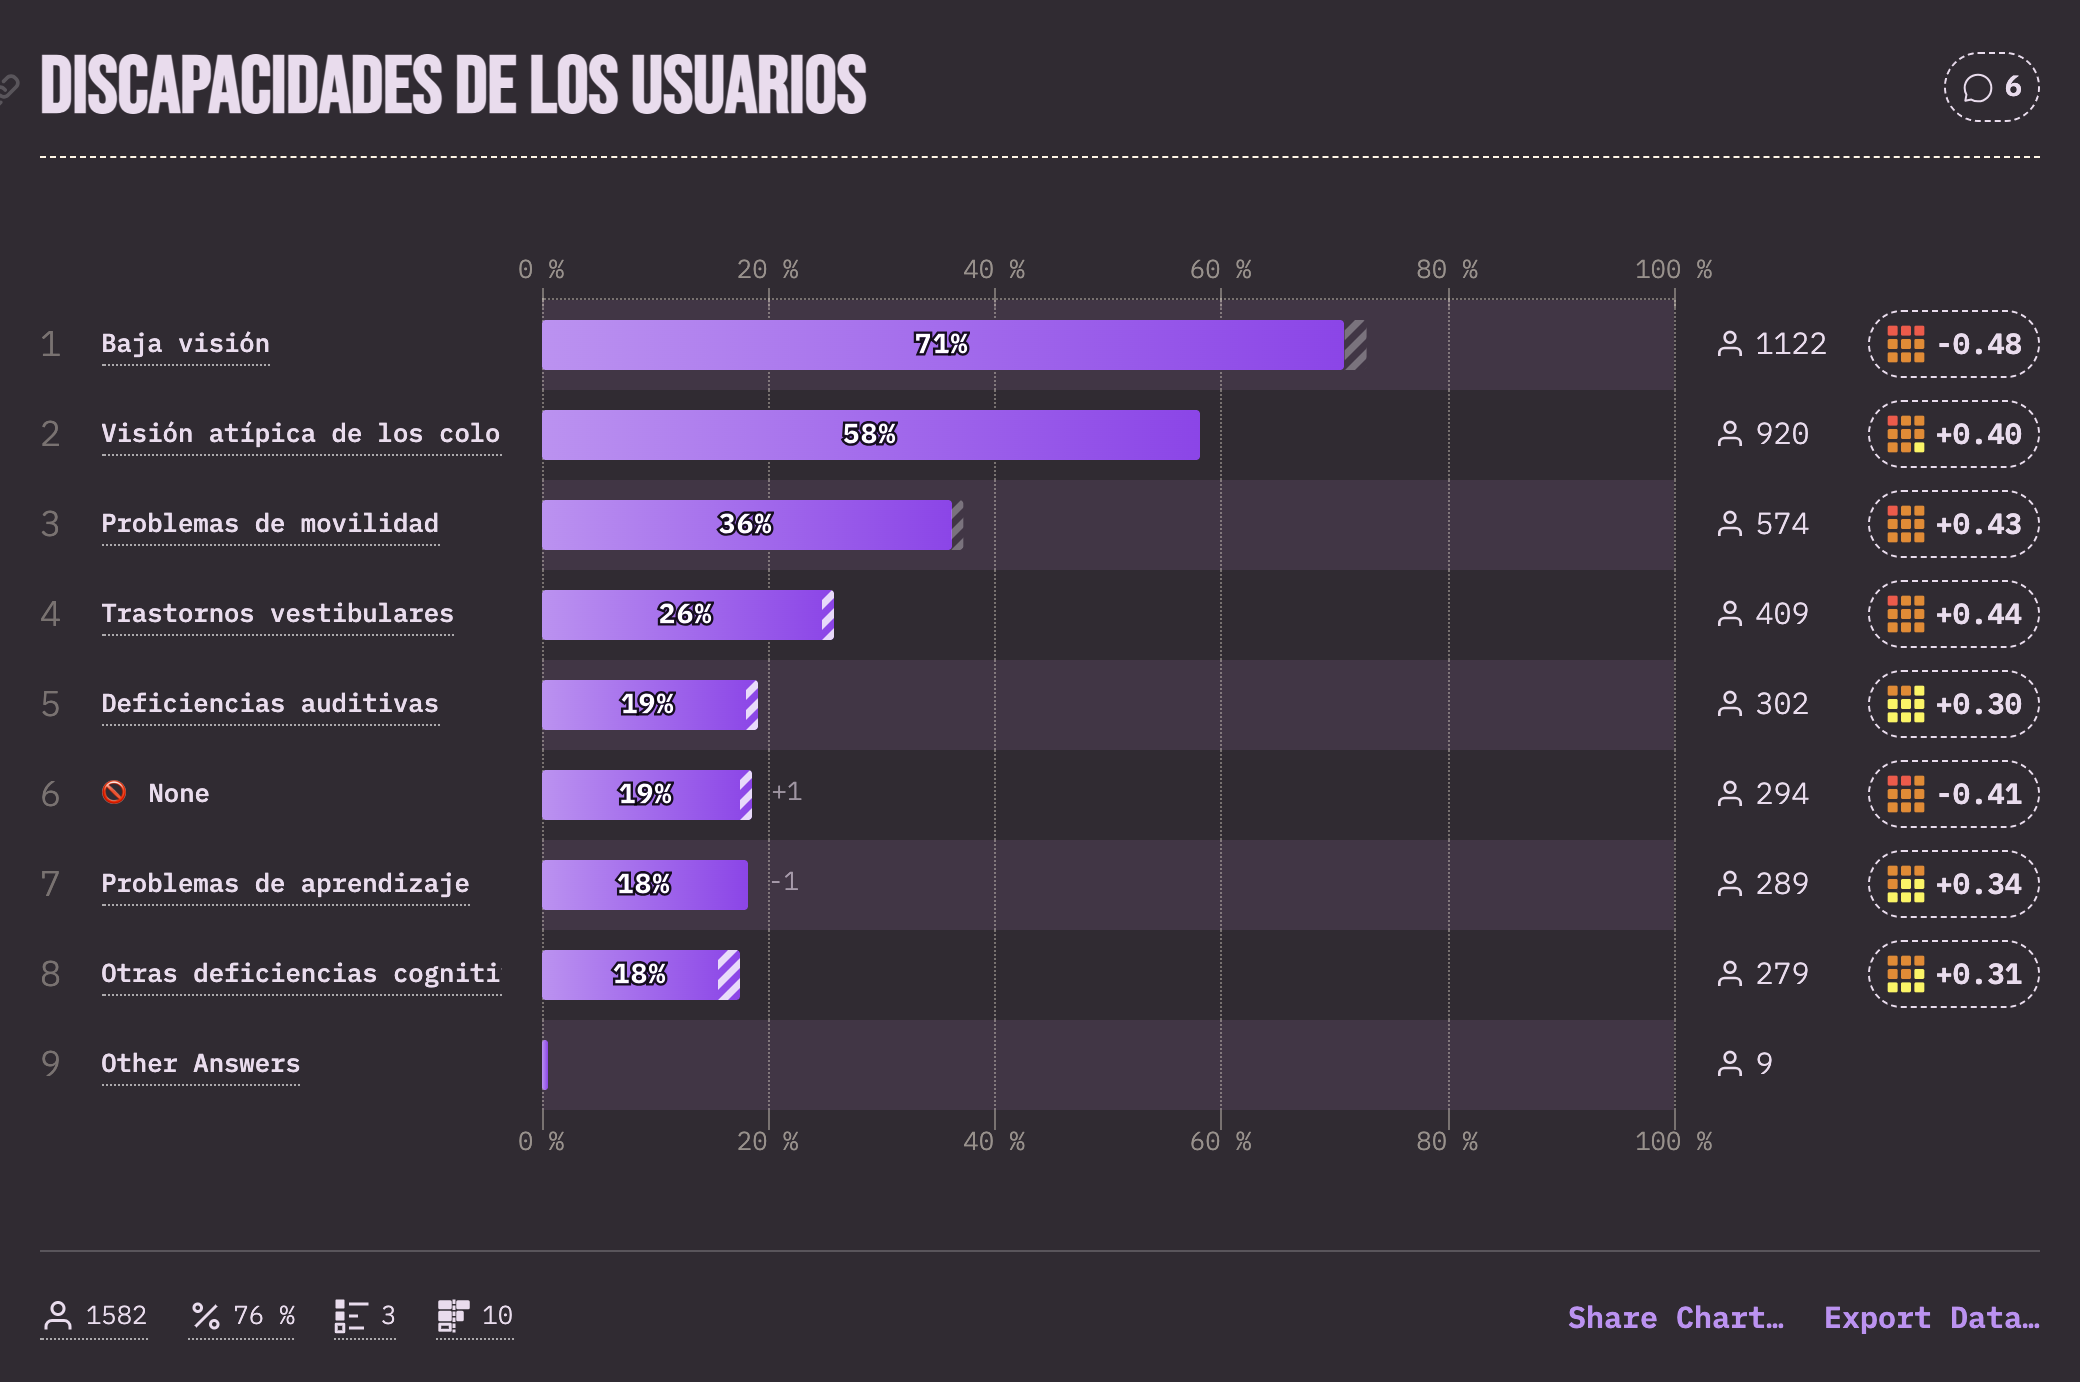 DISCAPACIDADES DE LOS USUARIOS
6
0 % 20 % 40 % 60 % 80 % 100 %
1 Baja visión 71% 1122 -0.48
2 Visión atípica de los colo 58% 920 +0.40
3 Problemas de movilidad 36% 574 +0.43
4 Trastornos vestibulares 26% 409 +0.44
5 Deficiencias auditivas 19% 302 +0.30
6 None 19% +1 294 -0.41
7 Problemas de aprendizaje 18% -1 289 +0.34
8 Otras deficiencias cogniti 18% 279 +0.31
9 Other Answers 9
0 % 20 % 40 % 60 % 80 % 100 %
1582 76 % 3 10 Share Chart… Export Data…